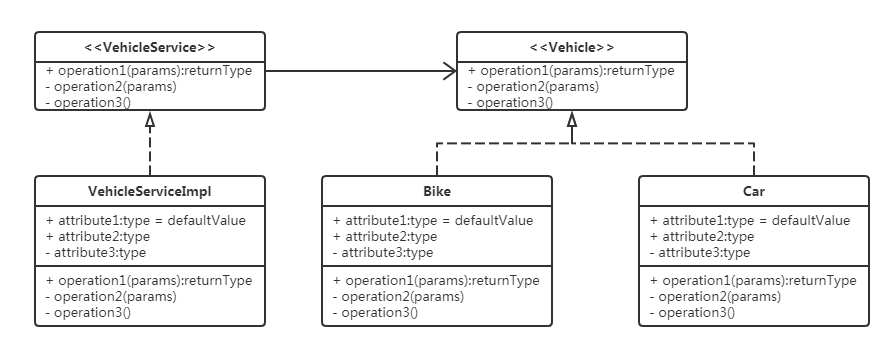 <<VehicleService>>
+ operation1(params):returnType
- operation2(params)
- operation3()
<<Vehicle>>
+ operation1(params):returnType
- operation2(params)
- operation3()
VehicleServiceImpl
+ attribute1:type = defaultValue
+ attribute2:type
- attribute3:type
+ operation1(params):returnType
- operation2(params)
- operation3()
Bike
+ attribute1:type = defaultValue
+ attribute2:type
- attribute3:type
+ operation1(params):returnType
- operation2(params)
- operation3()
Car
+ attribute1:type = defaultValue
+ attribute2:type
- attribute3:type
+ operation1(params):returnType
- operation2(params)
- operation3()